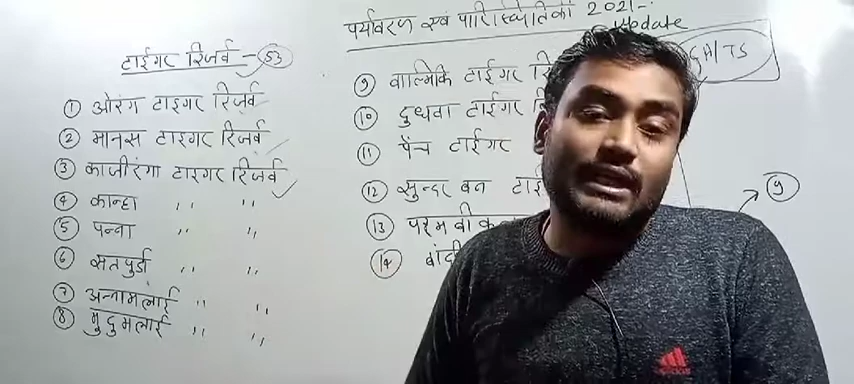 पर्यावरण एवं पारिस्थितिकी 2021-
update
टाईगर रिजर्व - 53
1 ओरंग टाइगर रिजर्व
2 मानस टाइगर रिजर्व
3 काजीरंगा टाइगर रिजर्व
4 कान्हा ,, ,,
5 पन्ना ,, ,,
6 सतपुर्डा ,, ,,
7 अन्नामलाई ,, ,,
8 मुदुमलाई ,, ,,
9 वाल्मिकि टाईगर रि
10 दुधवा टाईगर रि
11 पेंच टाईगर
12 सुन्दर बन टाई
13 परमबीकु
14 बांदी
/TS
9
adidas